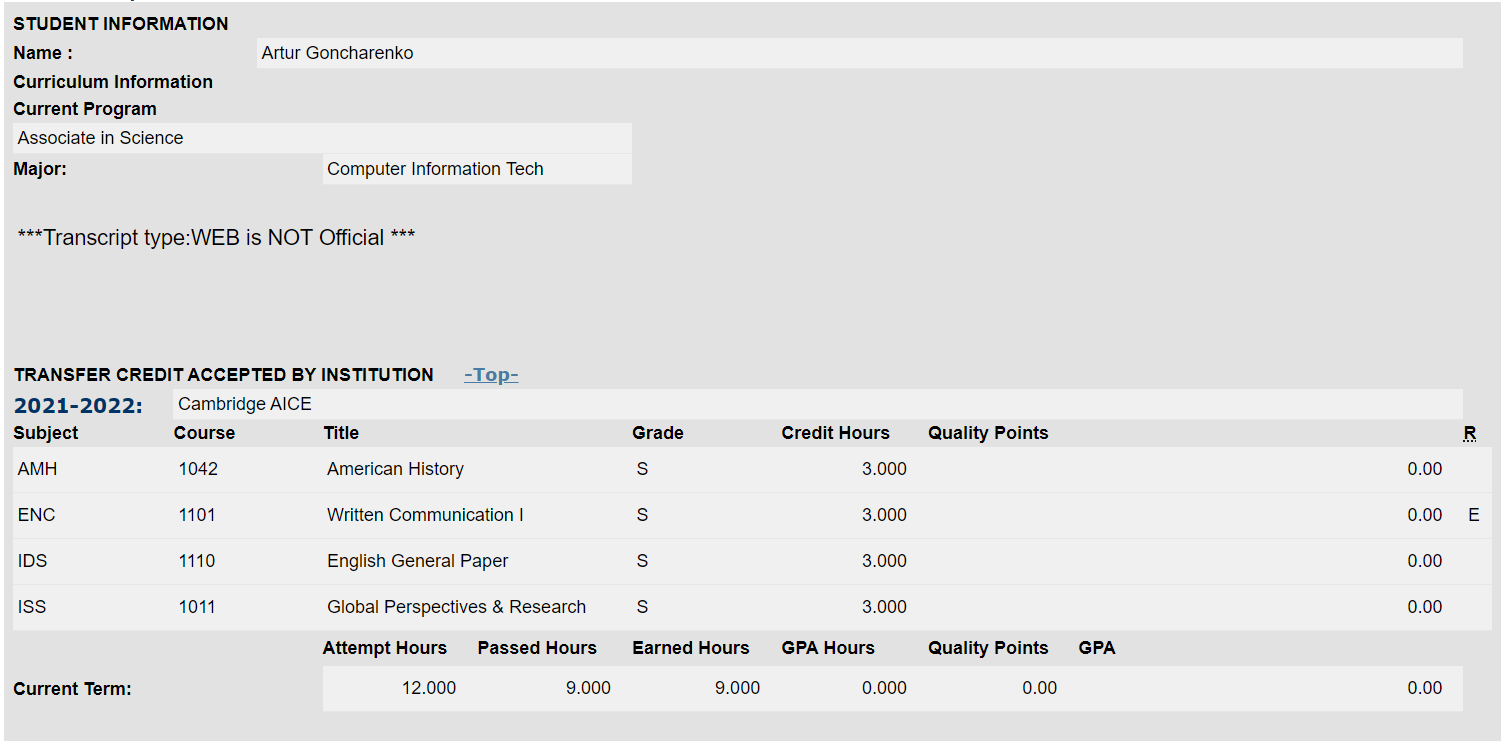 STUDENT INFORMATION
Name : Artur Goncharenko
Curriculum Information
Current Program
Associate in Science
Major: Computer Information Tech
***Transcript type:WEB is NOT Official ***
TRANSFER CREDIT ACCEPTED BY INSTITUTION -Top-
2021-2022: Cambridge AICE
Subject Course Title Grade Credit Hours Quality Points R
AMH 1042 American History S 3.000 0.00
ENC 1101 Written Communication I S 3.000 0.00 E
IDS 1110 English General Paper S 3.000 0.00
ISS 1011 Global Perspectives & Research S 3.000 0.00
Attempt Hours Passed Hours Earned Hours GPA Hours Quality Points GPA
Current Term: 12.000 9.000 9.000 0.000 0.00 0.00